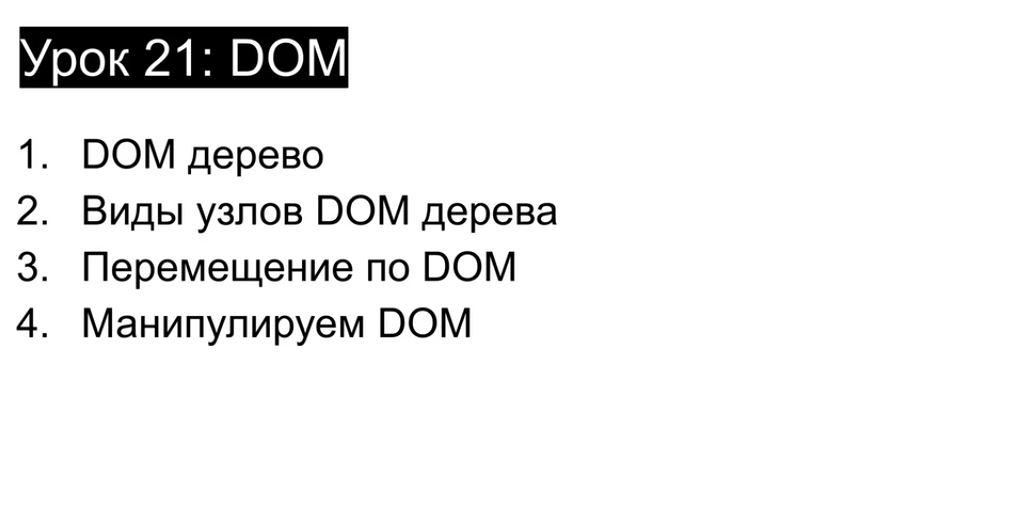 Урок 21: DOM
1. DOM дерево
2. Виды узлов DOM дерева
3. Перемещение по DOM
4. Манипулируем DOM